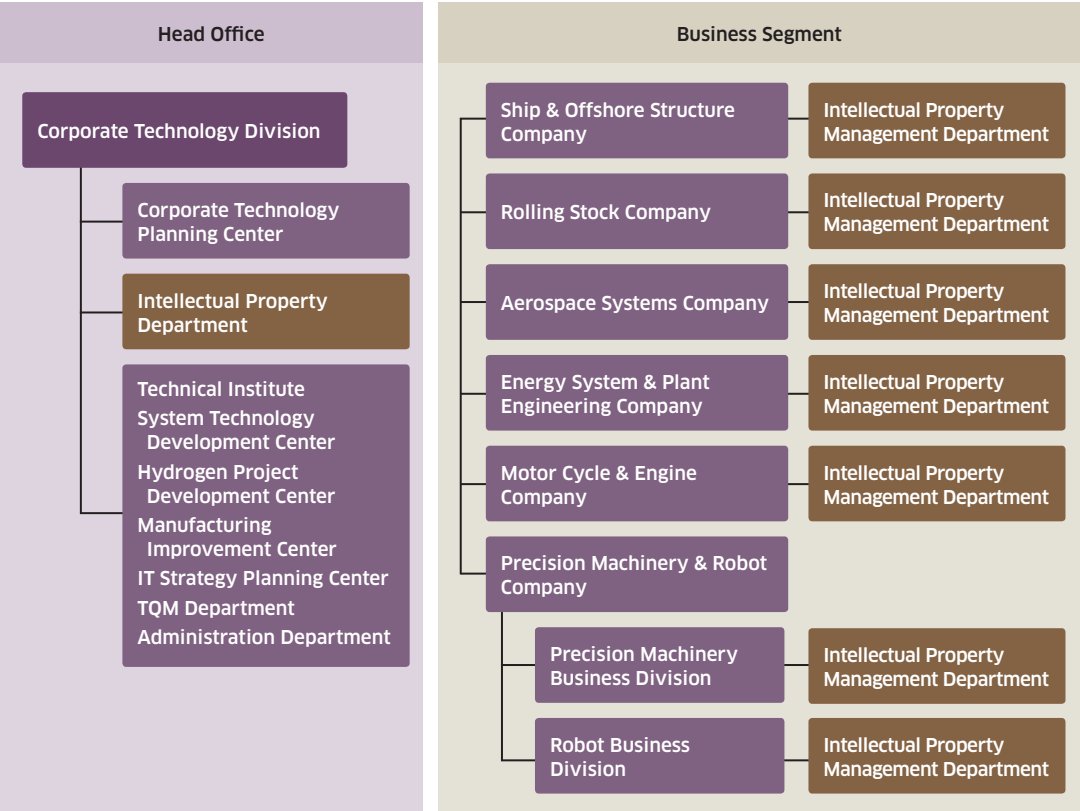 Head Office
Corporate Technology Division
Corporate Technology
Planning Center
Intellectual Property
Department
Technical Institute
System Technology
Development Center
Hydrogen Project
Development Center
Manufacturing
Improvement Center
IT Strategy Planning Center
TQM Department
Administration Department
Business Segment
Ship & Offshore Structure
Company
Intellectual Property
Management Department
Rolling Stock Company
Intellectual Property
Management Department
Aerospace Systems Company
Intellectual Property
Management Department
Energy System & Plant
Engineering Company
Intellectual Property
Management Department
Motor Cycle & Engine
Company
Intellectual Property
Management Department
Precision Machinery & Robot
Company
Precision Machinery
Business Division
Intellectual Property
Management Department
Robot Business
Division
Intellectual Property
Management Department